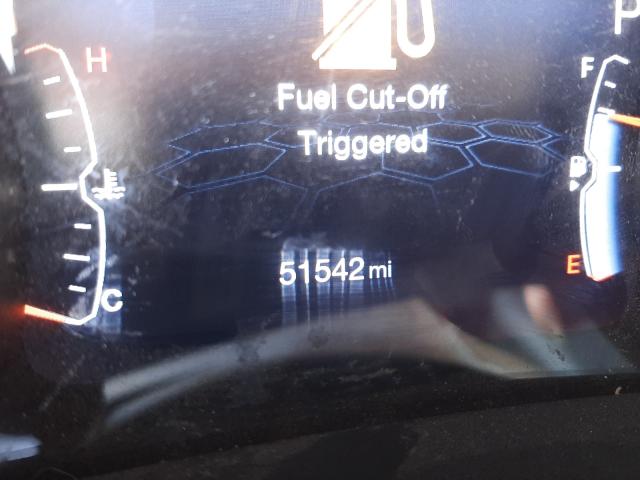 P
H
F
Fuel Cut-Off
Triggered
51542 mi
E
C